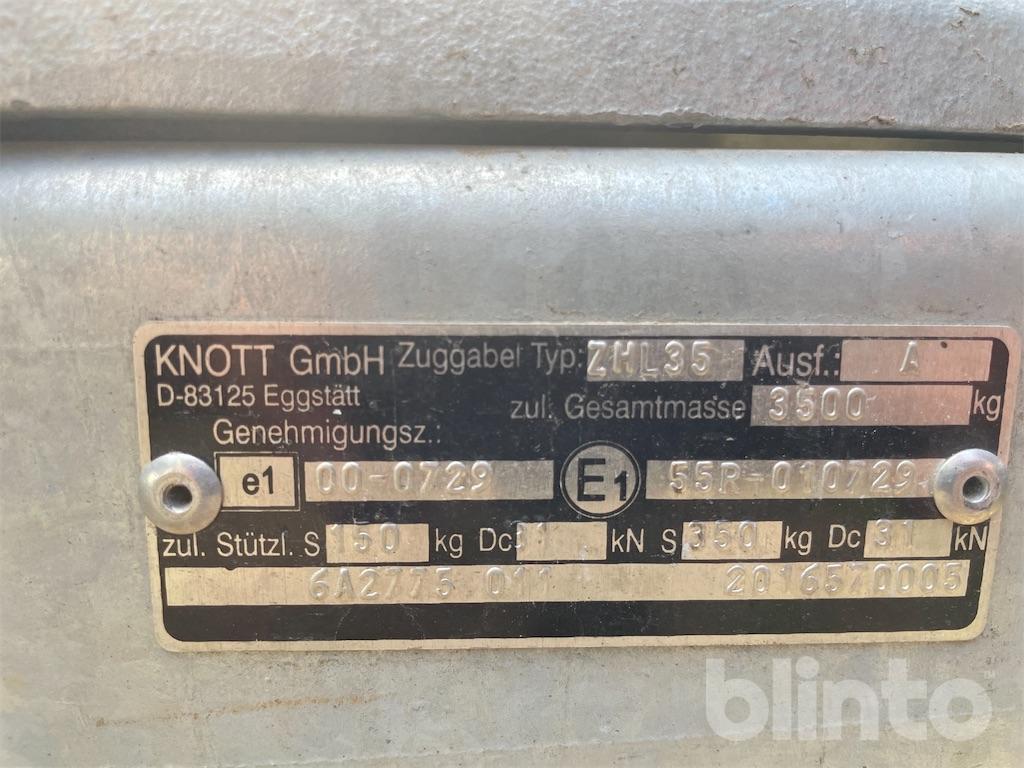 KNOTT GmbH Zuggabel Typ: ZHL35 Ausf.: A
D-83125 Eggstätt zul. Gesamtmasse 3500 kg
Genehmigungsz.:
e1 00-0729 E1 55R-010729
zul. Stützl. S 150 kg Dc 31 kN S 350 kg Dc 31 kN
6A2775 011 2016570005
blinto